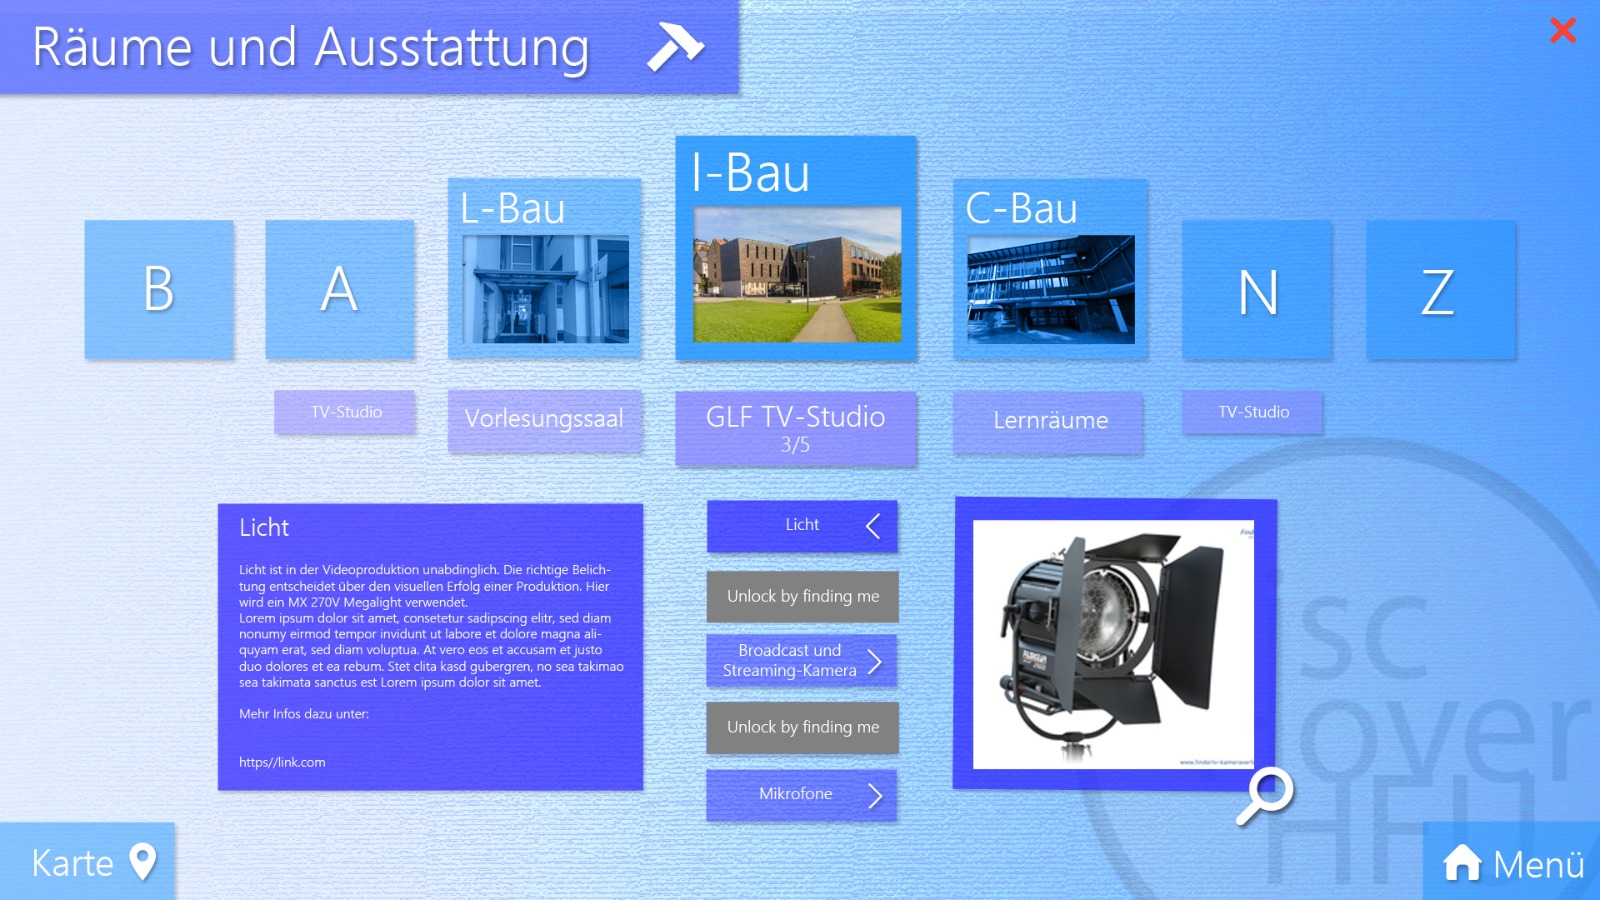 Räume und Ausstattung
B
A
L-Bau
I-Bau
C-Bau
N
Z
TV-Studio
Vorlesungssaal
GLF TV-Studio
3/5
Lernräume
TV-Studio
Licht
Licht ist in der Videoproduktion unabdinglich. Die richtige Belich-
tung entscheidet über den visuellen Erfolg einer Produktion. Hier
wird ein MX 270V Megalight verwendet.
Lorem ipsum dolor sit amet, consetetur sadipscing elitr, sed diam
nonumy eirmod tempor invidunt ut labore et dolore magna ali-
quyam erat, sed diam voluptua. At vero eos et accusam et justo
duo dolores et ea rebum. Stet clita kasd gubergren, no sea takimao
sea takimata sanctus est Lorem ipsum dolor sit amet.
Mehr Infos dazu unter:
https//link.com
Licht
Unlock by finding me
Broadcast und
Streaming-Kamera
Unlock by finding me
Mikrofone
sc
over
HFU
Karte
Menü